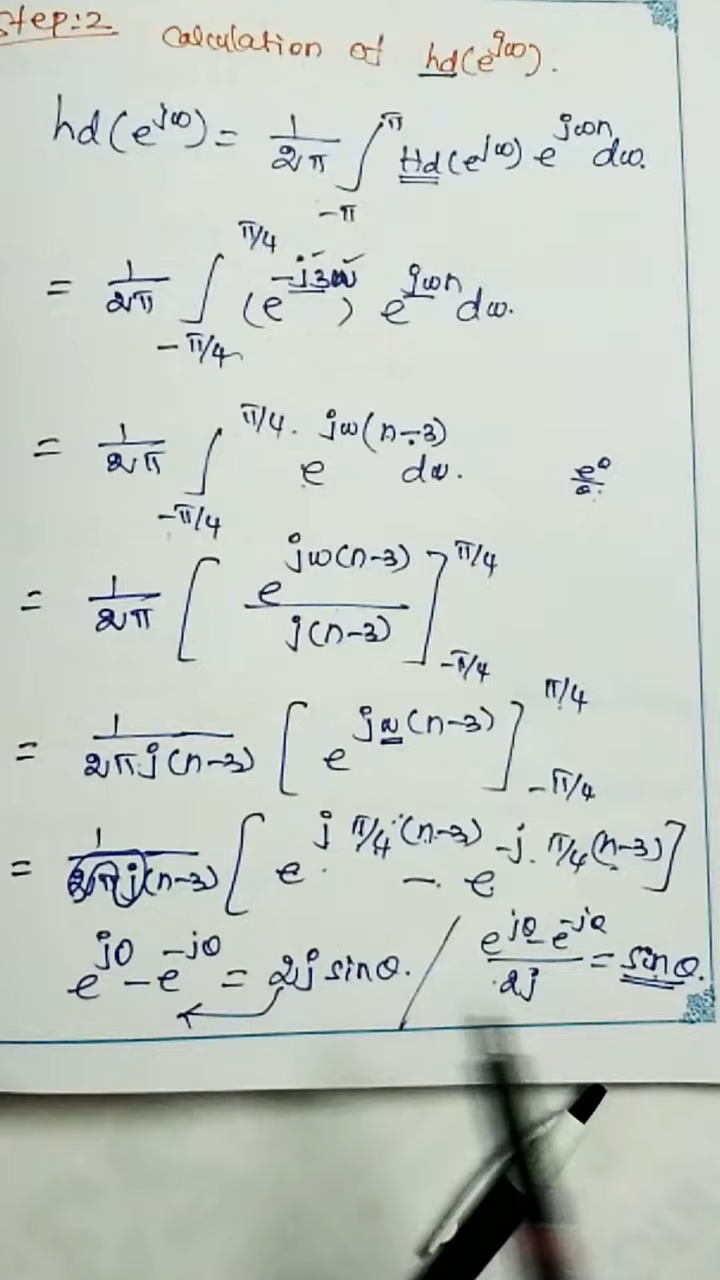 Step:2 Calculation of hd(e^jω).
hd(e^jω) = 1/2π ∫_-π^π Hd(e^jω) e^jωn dω.
= 1/2π ∫_-π/4^π/4 (e^-j3ω) e^jωn dω.
= 1/2π ∫_-π/4^π/4 . e^jω(n-3) dω.
= 1/2π [ e^jω(n-3) / j(n-3) ]_-π/4^π/4
= 1/2πj(n-3) [ e^jω(n-3) ]_-π/4^π/4
= 1/2πj(n-3) [ e^j π/4 (n-3) - e^-j. π/4 (n-3) ]
e^jθ - e^-jθ = 2j sinθ. / e^jθ - e^-jθ / 2j = sinθ.